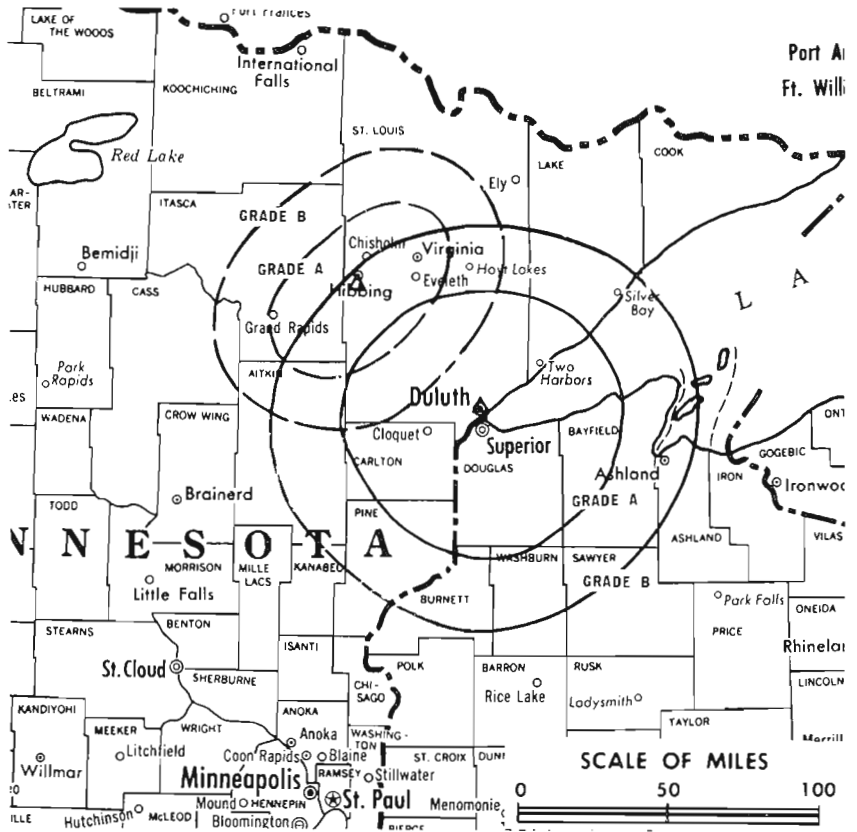 Fort Frances
LAKE OF
THE WOODS
International
Falls
Port
Ft.
BELTRAMI
KOOCHICHING
ST. LOUIS
Red Lake
LAKE
COOK
Ely
ITASCA
GRADE B
Bemidji
Chisholm
Virginia
GRADE A
Hoyt Lakes
Eveleth
Hibbing
HUBBARD
CASS
Silver
Bay
L A
Grand Rapids
Park
Rapids
AITKIN
Two
Harbors
WADENA
CROW WING
Duluth
Cloquet
Superior
BAYFIELD
CARLTON
DOUGLAS
Ashland
GOGEBIC
IRON
Brainerd
GRADE A
TODD
PINE
NNESOTA
ASHLAND
VILAS
MORRISON
MILLE
LACS
KANABEC
WASHBURN
SAWYER
Little Falls
GRADE B
BURNETT
Park Falls
ONEIDA
STEARNS
BENTON
PRICE
ISANTI
St. Cloud
SHERBURNE
POLK
BARRON
RUSK
LINCOLN
CHI-
SAGO
Rice Lake
Ladysmith
KANDIYOHI
ANOKA
TAYLOR
MEEKER
WRIGHT
Anoka
WASHING-
TON
Litchfield
Coon Rapids
Blaine
ST. CROIX
SCALE OF MILES
Willmar
Minneapolis
RAMSEY
Stillwater
0 50 100
Mound
HENNEPIN
St. Paul
Menomonie
Hutchinson
McLEOD
Bloomington
PIERCE